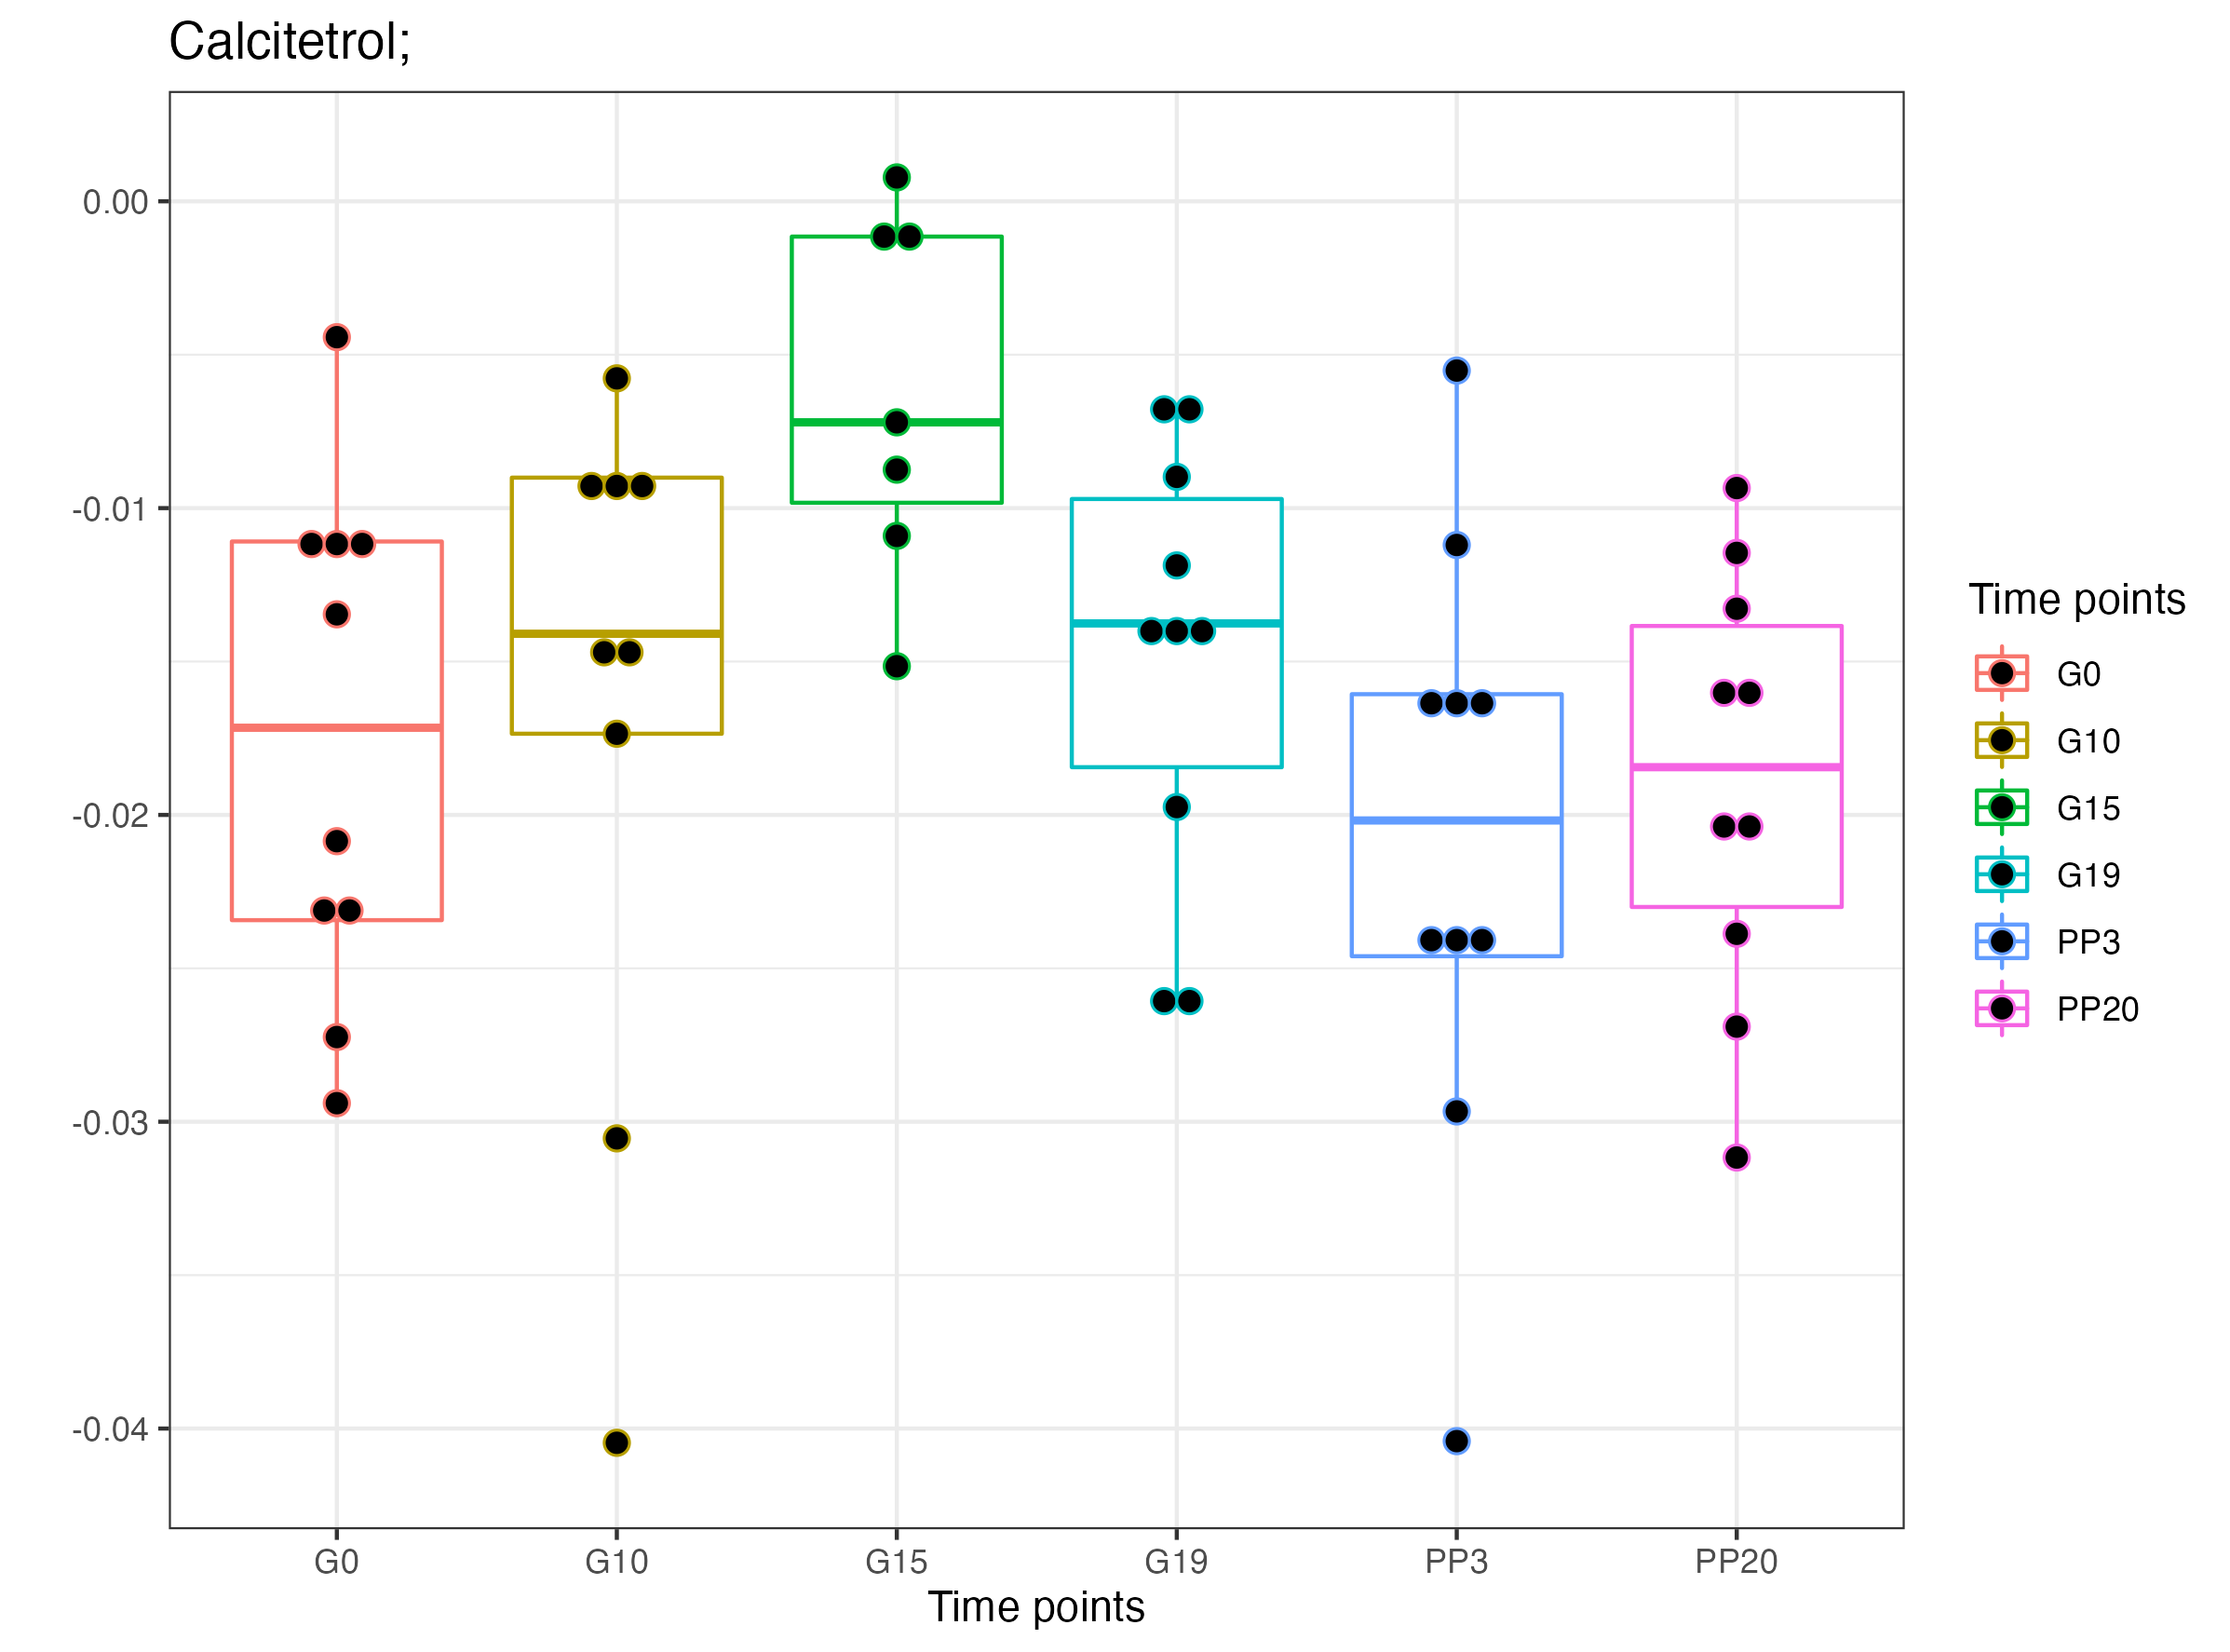 Calcitetrol;
0.00
-0.01
-0.02
-0.03
-0.04
G0 G10 G15 G19 PP3 PP20
Time points
Time points
G0
G10
G15
G19
PP3
PP20